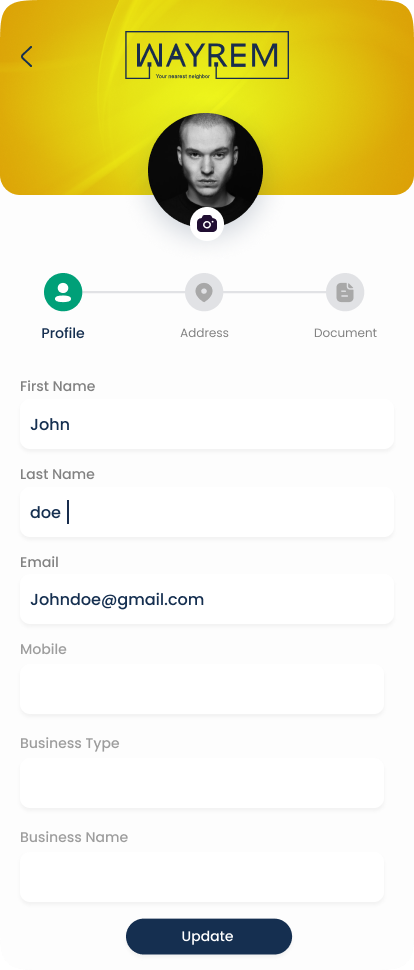 WAYREM
Your nearest neighbor
Profile
Address
Document
First Name
John
Last Name
doe
Email
Johndoe@gmail.com
Mobile
Business Type
Business Name
Update